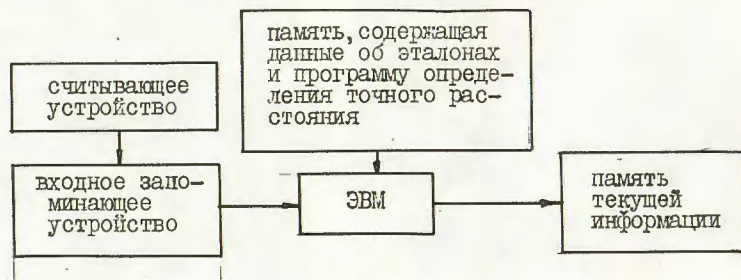 память, содержащая
данные об эталонах
и программу опреде-
ления точного рас-
стояния
считывающее
устройство
входное запо-
минающее
устройство
ЭВМ
память
текущей
информации